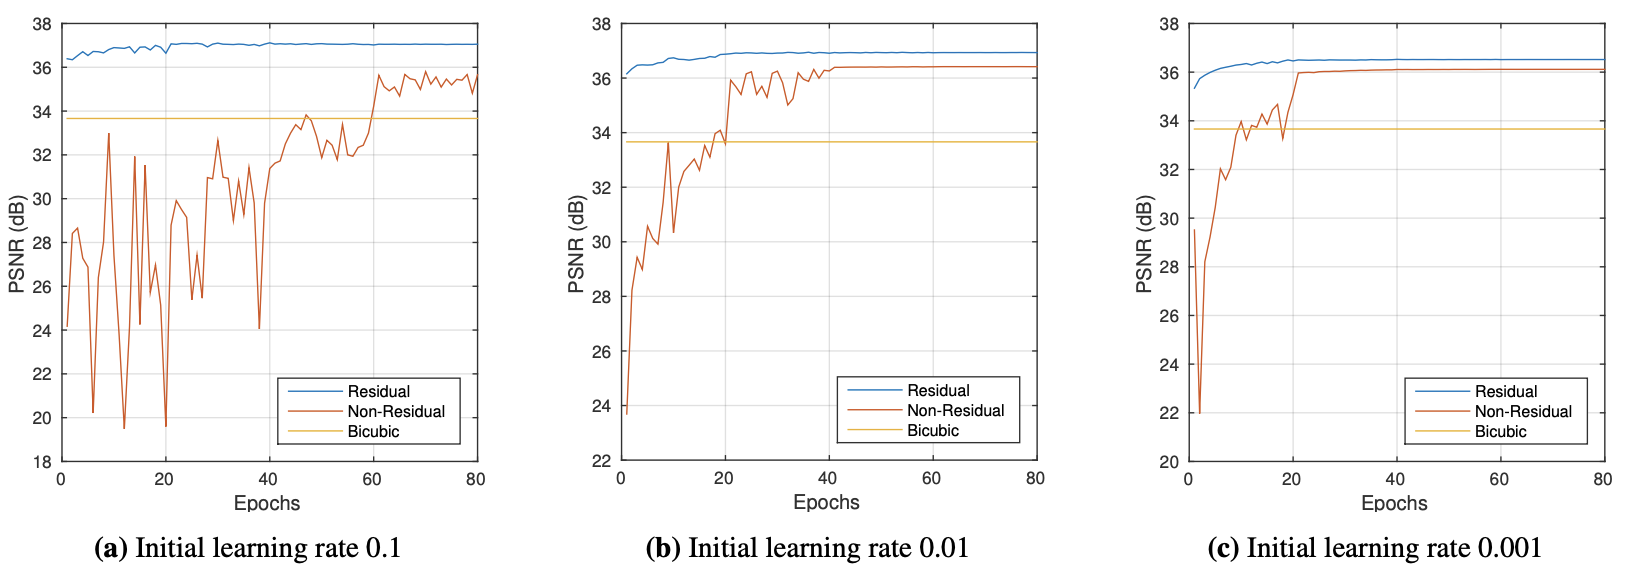 38
36
34
32
30
28
26
24
22
20
18
PSNR (dB)
0
20
40
60
80
Epochs
Residual
Non-Residual
Bicubic
(a) Initial learning rate 0.1
38
36
34
32
30
28
26
24
22
PSNR (dB)
0
20
40
60
80
Epochs
Residual
Non-Residual
Bicubic
(b) Initial learning rate 0.01
38
36
34
32
30
28
26
24
22
20
PSNR (dB)
0
20
40
60
80
Epochs
Residual
Non-Residual
Bicubic
(c) Initial learning rate 0.001